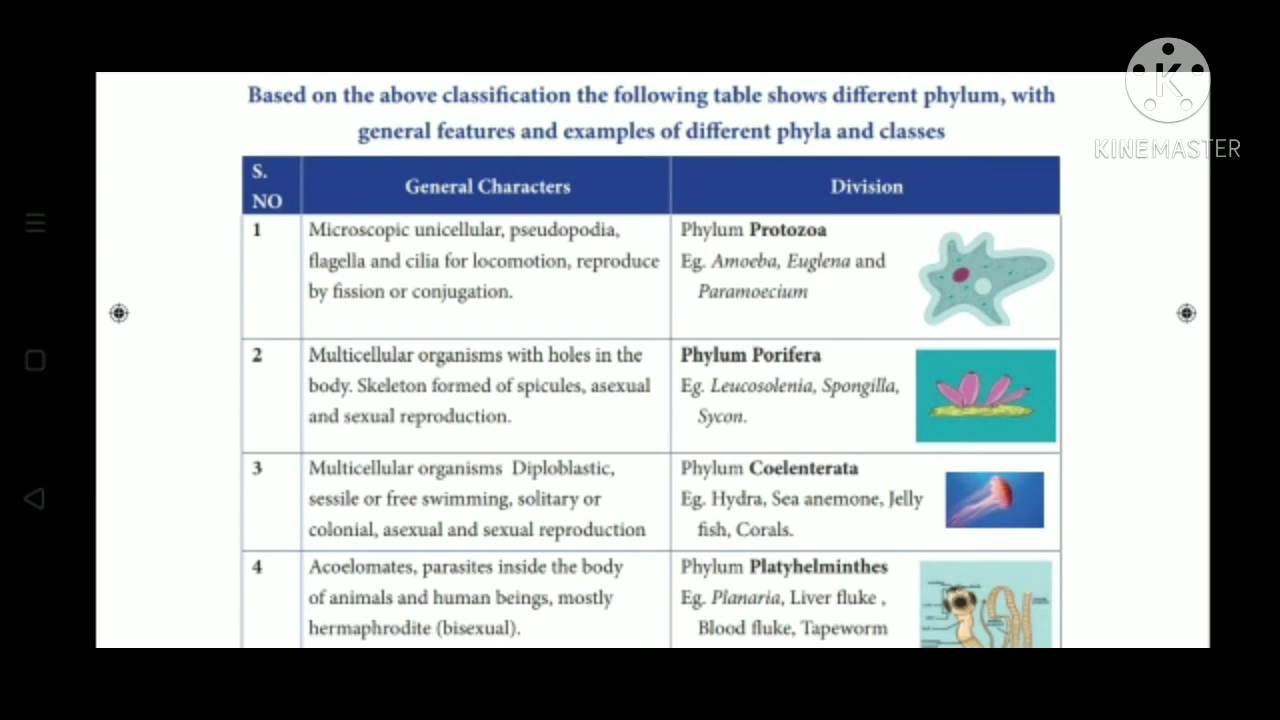 KINEMASTER
Based on the above classification the following table shows different phylum, with
general features and examples of different phyla and classes
S.
NO
General Characters
Division
1
Microscopic unicellular, pseudopodia,
flagella and cilia for locomotion, reproduce
by fission or conjugation.
Phylum Protozoa
Eg. Amoeba, Euglena and
Paramoecium
2
Multicellular organisms with holes in the
body. Skeleton formed of spicules, asexual
and sexual reproduction.
Phylum Porifera
Eg. Leucosolenia, Spongilla,
Sycon.
3
Multicellular organisms Diploblastic,
sessile or free swimming, solitary or
colonial, asexual and sexual reproduction
Phylum Coelenterata
Eg. Hydra, Sea anemone, Jelly
fish, Corals.
4
Acoelomates, parasites inside the body
of animals and human beings, mostly
hermaphrodite (bisexual).
Phylum Platyhelminthes
Eg. Planaria, Liver fluke ,
Blood fluke, Tapeworm